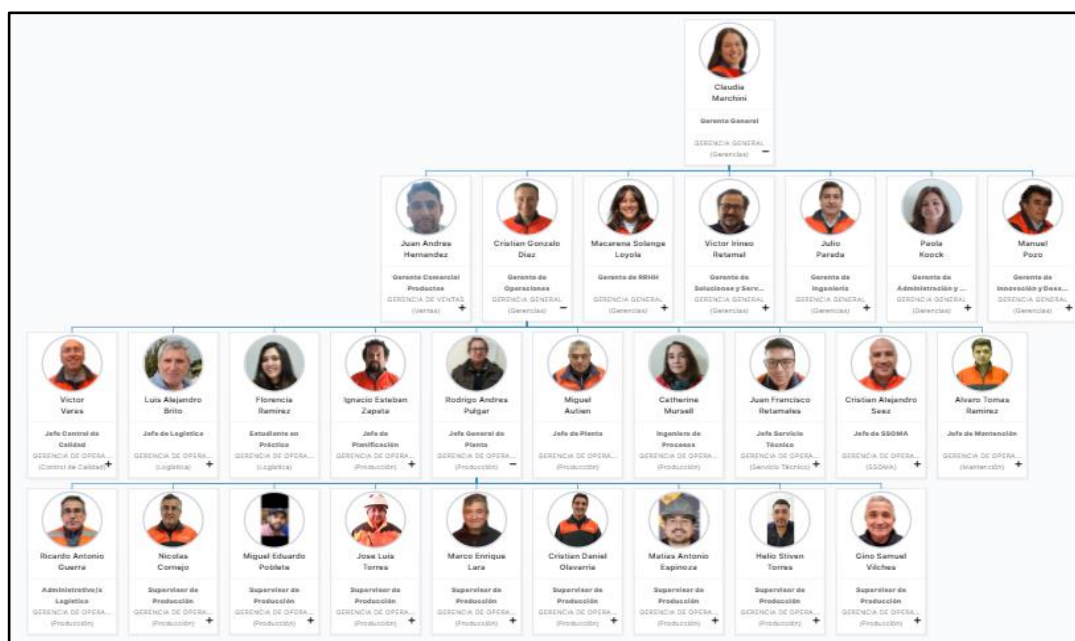 Claudia
Marchini
Gerente General
GERENCIA GENERAL
(Gerencias)
Juan Andres
Hernandez
Gerente Comercial
Productos
GERENCIA DE VENTAS
(Ventas)
Cristian Gonzalo
Diaz
Gerente de
Operaciones
GERENCIA GENERAL
(Gerencias)
Macarena Solange
Loyola
Gerente de RRHH
GERENCIA GENERAL
(Gerencias)
Victor Irineo
Retamal
Gerente de
Soluciones y Serv...
GERENCIA GENERAL
(Gerencias)
Julio
Pareda
Gerente de
Ingeniería
GERENCIA GENERAL
(Gerencias)
Paola
Koock
Gerente de
Administración y ...
GERENCIA GENERAL
(Gerencias)
Manuel
Pozo
Gerente de
Innovación y Desa...
GERENCIA GENERAL
(Gerencias)
Victor
Varas
Jefe Control de
Calidad
GERENCIA DE OPERA...
(Control de Calidad)
Luis Alejandro
Brito
Jefe de Logística
GERENCIA DE OPERA...
(Logística)
Florencia
Ramirez
Estudiante en
Práctica
GERENCIA DE OPERA...
(Logística)
Ignacio Esteban
Zapata
Jefe de
Planificación
GERENCIA DE OPERA...
(Producción)
Rodrigo Andres
Pulgar
Jefe General de
Planta
GERENCIA DE OPERA...
(Producción)
Miguel
Autien
Jefe de Planta
GERENCIA DE OPERA...
(Producción)
Catherine
Mursell
Ingeniero de
Procesos
GERENCIA DE OPERA...
(Producción)
Juan Francisco
Retamales
Jefe Servicio
Técnico
GERENCIA DE OPERA...
(Servicio Técnico)
Cristian Alejandro
Saez
Jefe de SSOMA
GERENCIA DE OPERA...
(SSOMA)
Alvaro Tomas
Ramirez
Jefe de Mantención
GERENCIA DE OPERA...
(Mantención)
Ricardo Antonio
Guerra
Administrativo/a
Logística
GERENCIA DE OPERA...
(Producción)
Nicolas
Cornejo
Supervisor de
Producción
GERENCIA DE OPERA...
(Producción)
Miguel Eduardo
Poblete
Supervisor de
Producción
GERENCIA DE OPERA...
(Producción)
Jose Luis
Torres
Supervisor de
Producción
GERENCIA DE OPERA...
(Producción)
Marco Enrique
Lara
Supervisor de
Producción
GERENCIA DE OPERA...
(Producción)
Cristian Daniel
Olavarria
Supervisor de
Producción
GERENCIA DE OPERA...
(Producción)
Matias Antonio
Espinoza
Supervisor de
Producción
GERENCIA DE OPERA...
(Producción)
Helio Stiven
Torres
Supervisor de
Producción
GERENCIA DE OPERA...
(Producción)
Gino Samuel
Vilches
Supervisor de
Producción
GERENCIA DE OPERA...
(Producción)